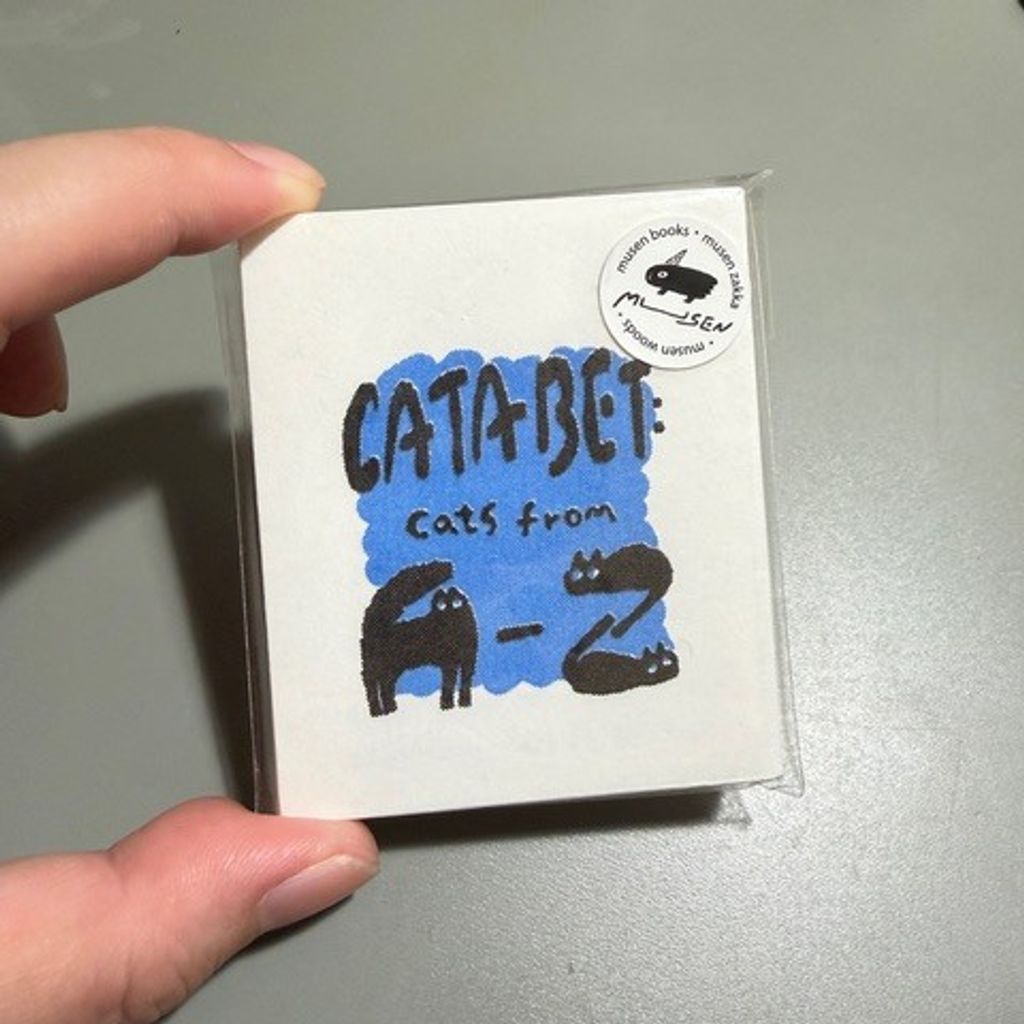 musen books • musen zakka • musen woods •
MUSEN
CATABET:
cats from
A - Z